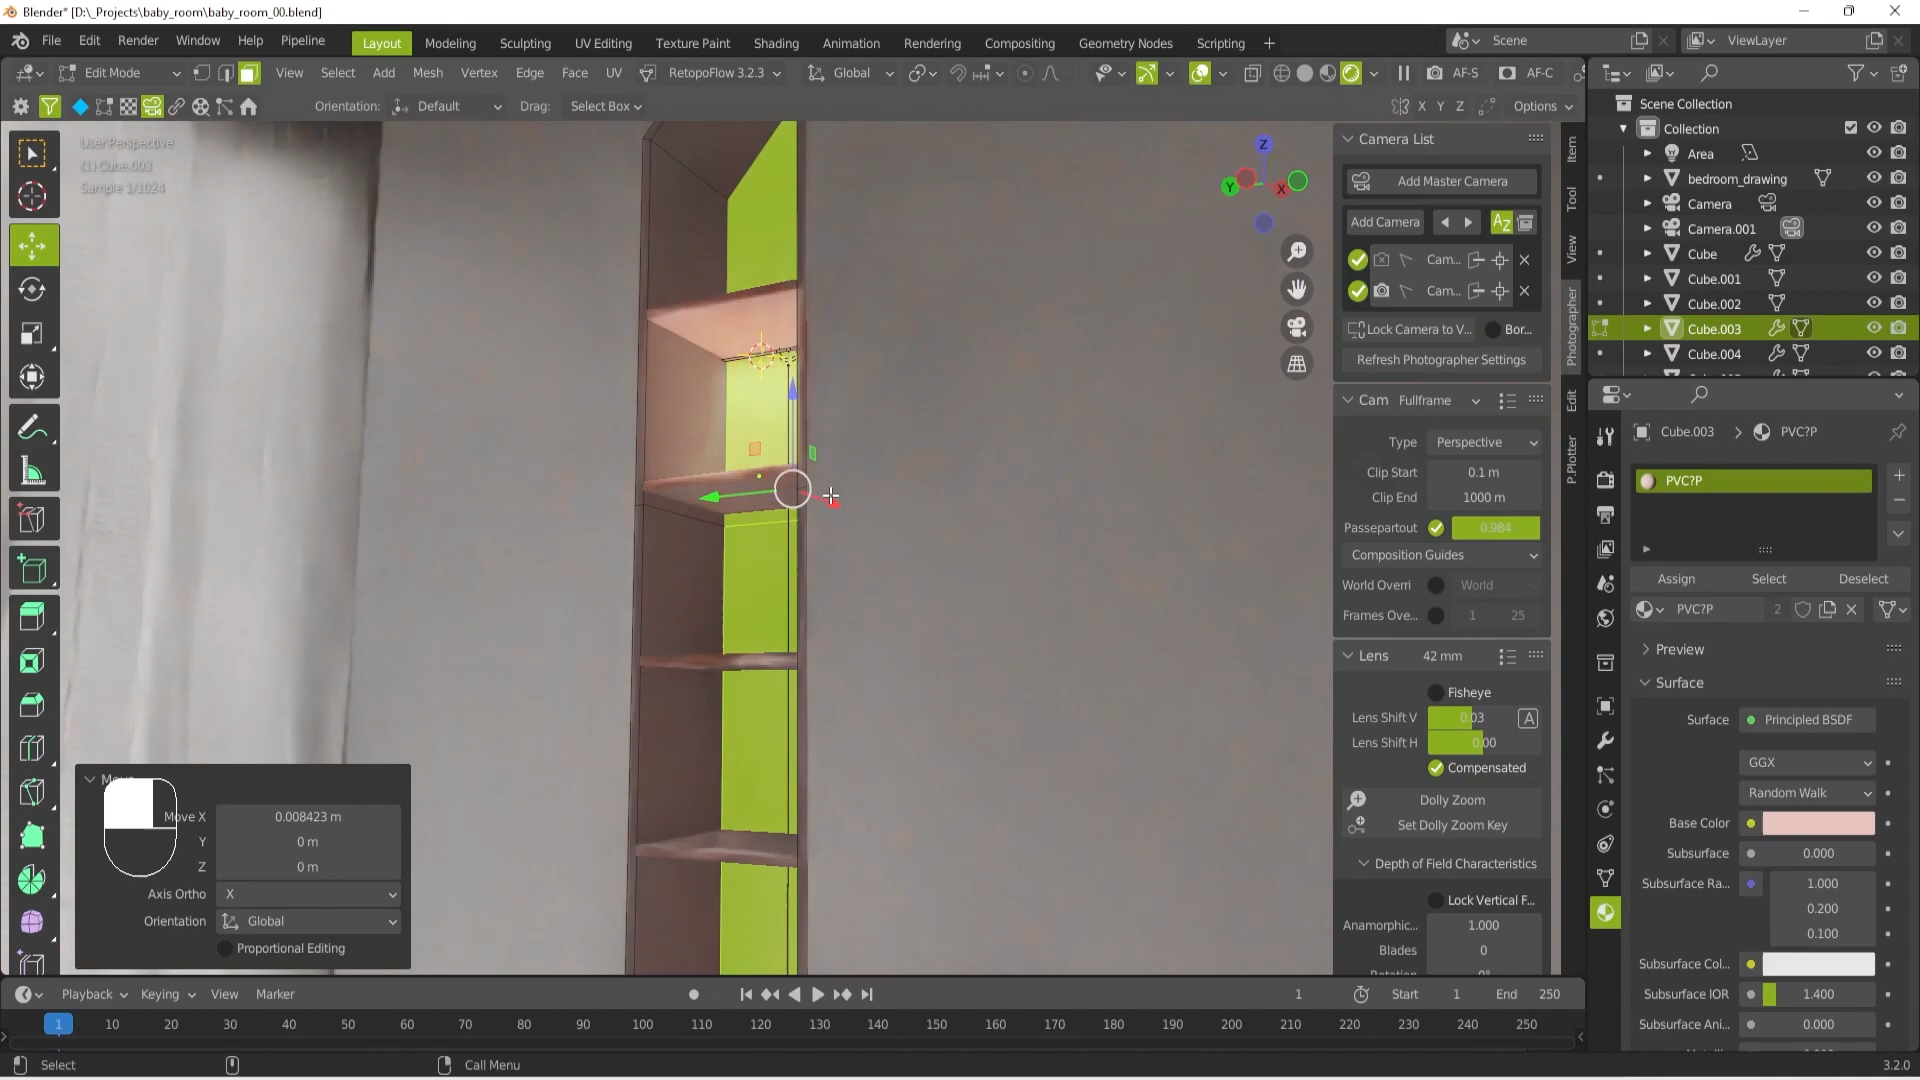 Blender* [D:\_Projects\baby_room\baby_room_00.blend]
File Edit Render Window Help Pipeline
Layout Modeling Sculpting UV Editing Texture Paint Shading Animation Rendering Compositing Geometry Nodes Scripting +
Scene ViewLayer
Edit Mode View Select Add Mesh Vertex Edge Face UV RetopoFlow 3.2.3 Global AF-S AF-C
Orientation: Default Drag: Select Box X Y Z Options
User Perspective
(1) Cube.003
Sample 1/1024
Z
Y X
Camera List
Add Master Camera
Add Camera AZ
Cam...
Cam...
Lock Camera to V... Bor...
Refresh Photographer Settings
Cam Fullframe
Type Perspective
Clip Start 0.1 m
Clip End 1000 m
Passepartout 0.984
Composition Guides
World Overri World
Frames Ove... 1 25
Lens 42 mm
Fisheye
Lens Shift V 0.03 A
Lens Shift H 0.00
Compensated
Dolly Zoom
Set Dolly Zoom Key
Depth of Field Characteristics
Lock Vertical F...
Anamorphic... 1.000
Blades 0
Item
Tool
View
Photographer
Edit
P.Plotter
Scene Collection
Collection
Area
bedroom_drawing
Camera
Camera.001
Cube
Cube.001
Cube.002
Cube.003
Cube.004
Cube.003 PVC?P
PVC?P
Assign Select Deselect
PVC?P 2
Preview
Surface
Surface Principled BSDF
GGX
Random Walk
Base Color
Subsurface 0.000
Subsurface Ra... 1.000
0.200
0.100
Subsurface Col...
Subsurface IOR 1.400
Subsurface Ani... 0.000
Move X 0.008423 m
Y 0 m
Z 0 m
Axis Ortho X
Orientation Global
Proportional Editing
Playback Keying View Marker 1 Start 1 End 250
1 10 20 30 40 50 60 70 80 90 100 110 120 130 140 150 160 170 180 190 200 210 220 230 240 250
Select Call Menu 3.2.0